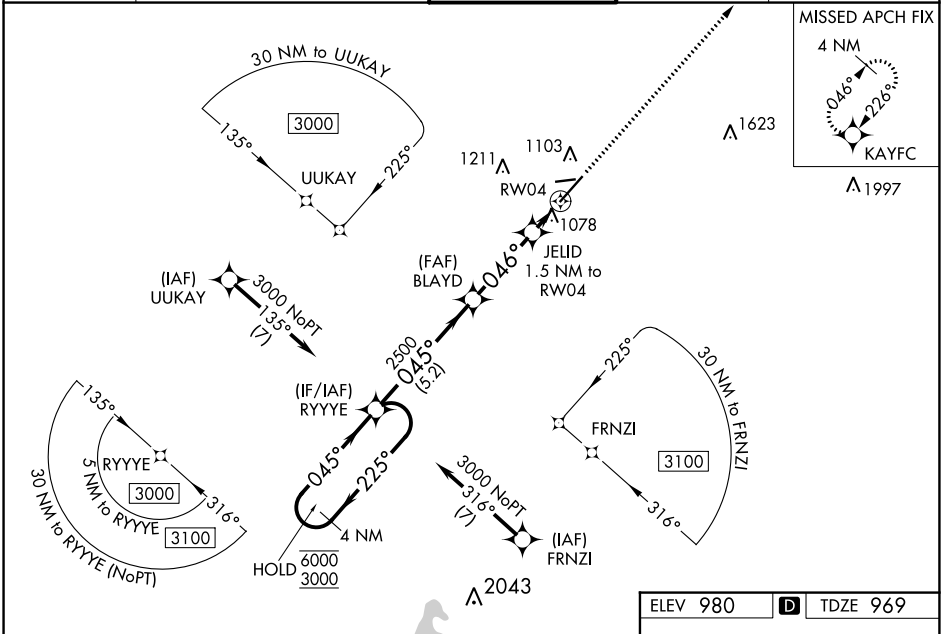 MISSED APCH FIX
4 NM
046°
226°
KAYFC
30 NM to UUKAY
3000
135°
225°
UUKAY
1623
1211
1103
RW04
1997
1078
JELID
1.5 NM to
RW04
046°
(FAF)
BLAYD
(IAF)
UUKAY
3000 NoPT
135°
(7)
2500
045°
(5.2)
(IF/IAF)
RYYYE
045°
225°
4 NM
HOLD
6000
3000
135°
RYYYE
5 NM to RYYYE
3000
316°
3100
30 NM to RYYYE (NoPT)
225°
30 NM to FRNZI
FRNZI
3100
316°
3000 NoPT
316°
(7)
(IAF)
FRNZI
2043
ELEV 980 D TDZE 969